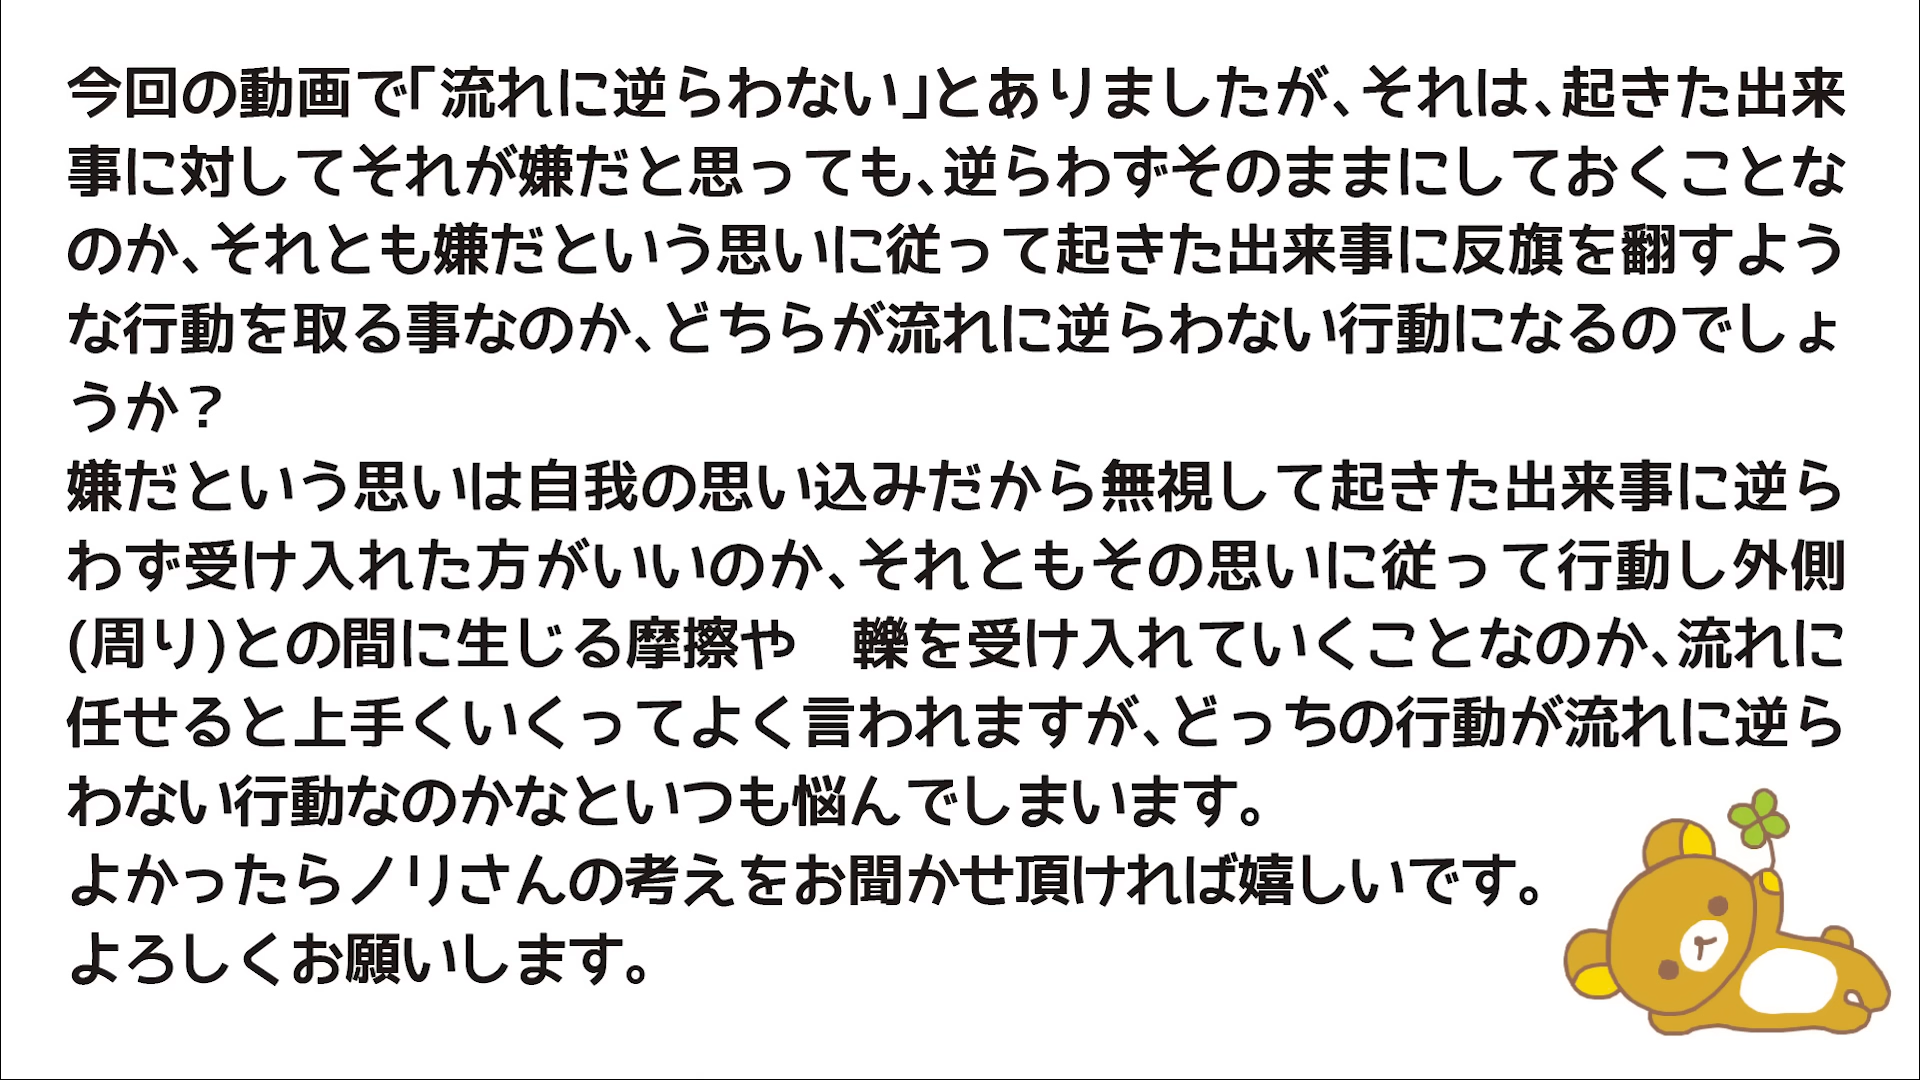 今回の動画で「流れに逆らわない」とありましたが、それは、起きた出来
事に対してそれが嫌だと思っても、逆らわずそのままにしておくことな
のか、それとも嫌だという思いに従って起きた出来事に反旗を翻すよう
な行動を取る事なのか、どちらが流れに逆らわない行動になるのでしょ
うか？
嫌だという思いは自我の思い込みだから無視して起きた出来事に逆ら
わず受け入れた方がいいのか、それともその思いに従って行動し外側
(周り)との間に生じる摩擦や　轢を受け入れていくことなのか、流れに
任せると上手くいくってよく言われますが、どっちの行動が流れに逆ら
わない行動なのかなといつも悩んでしまいます。
よかったらノリさんの考えをお聞かせ頂ければ嬉しいです。
よろしくお願いします。